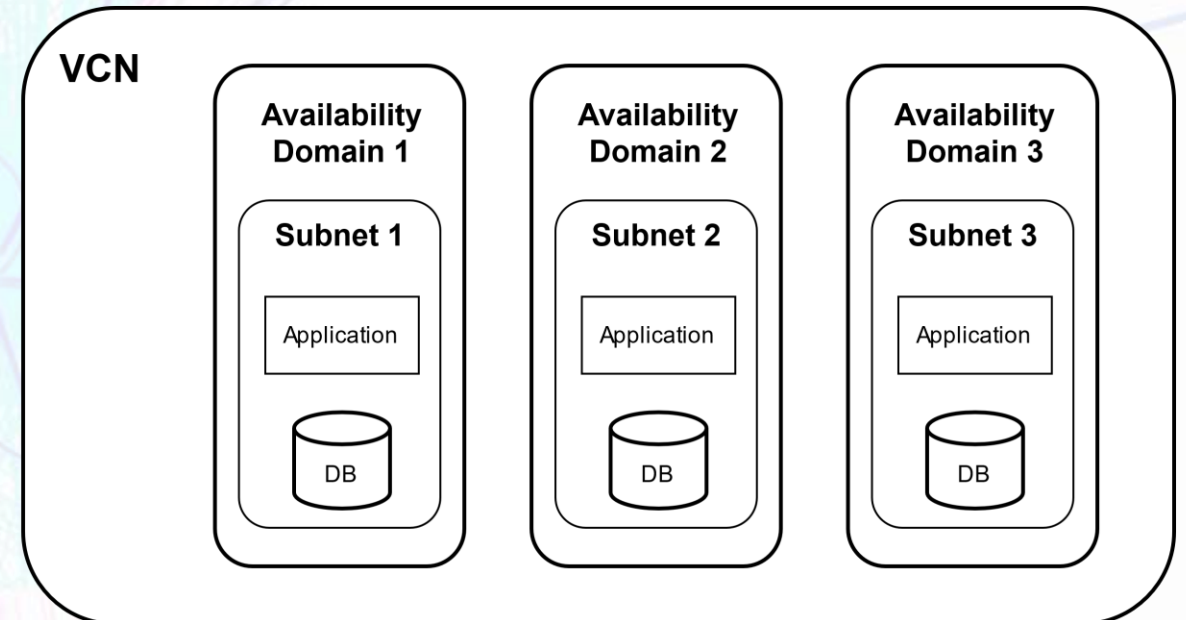 VCN
Availability
Domain 1
Subnet 1
Application
DB
Availability
Domain 2
Subnet 2
Application
DB
Availability
Domain 3
Subnet 3
Application
DB